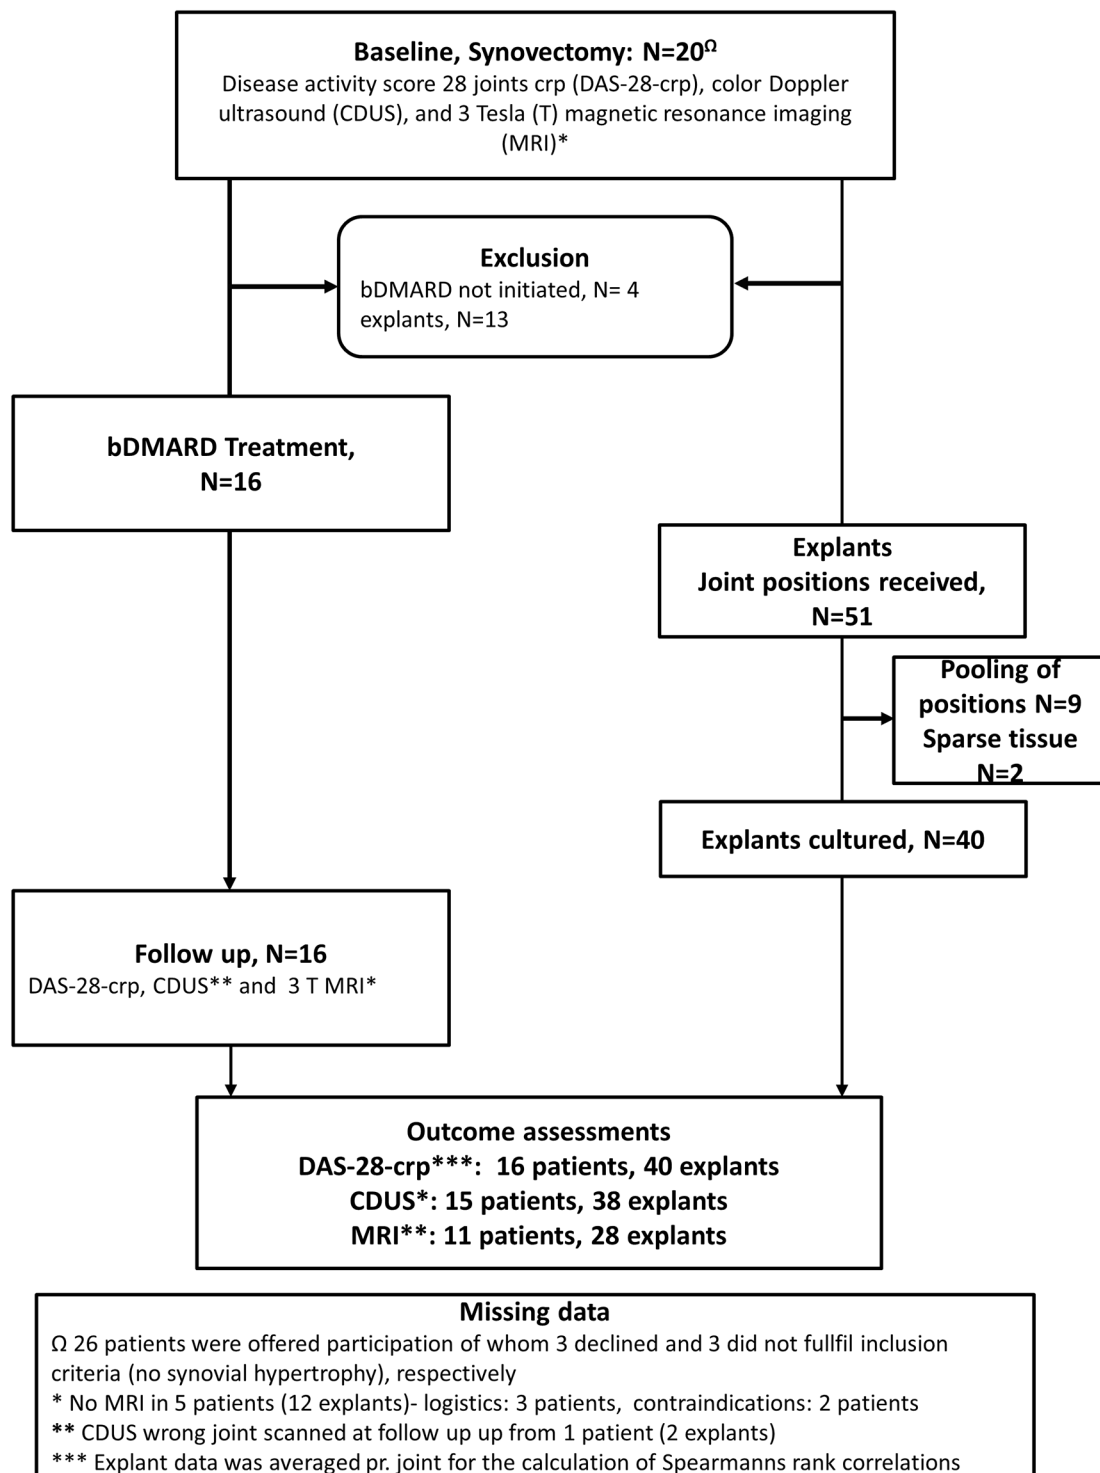 Baseline, Synovectomy: N=20Ω
Disease activity score 28 joints crp (DAS-28-crp), color Doppler
ultrasound (CDUS), and 3 Tesla (T) magnetic resonance imaging
(MRI)*
Exclusion
bDMARD not initiated, N= 4
explants, N=13
bDMARD Treatment,
N=16
Explants
Joint positions received,
N=51
Pooling of
positions N=9
Sparse tissue
N=2
Explants cultured, N=40
Follow up, N=16
DAS-28-crp, CDUS** and  3 T MRI*
Outcome assessments
DAS-28-crp***:  16 patients, 40 explants
CDUS*: 15 patients, 38 explants
MRI**: 11 patients, 28 explants
Missing data
Ω 26 patients were offered participation of whom 3 declined and 3 did not fullfil inclusion
criteria (no synovial hypertrophy), respectively
* No MRI in 5 patients (12 explants)- logistics: 3 patients,  contraindications: 2 patients
** CDUS wrong joint scanned at follow up up from 1 patient (2 explants)
*** Explant data was averaged pr. joint for the calculation of Spearmanns rank correlations